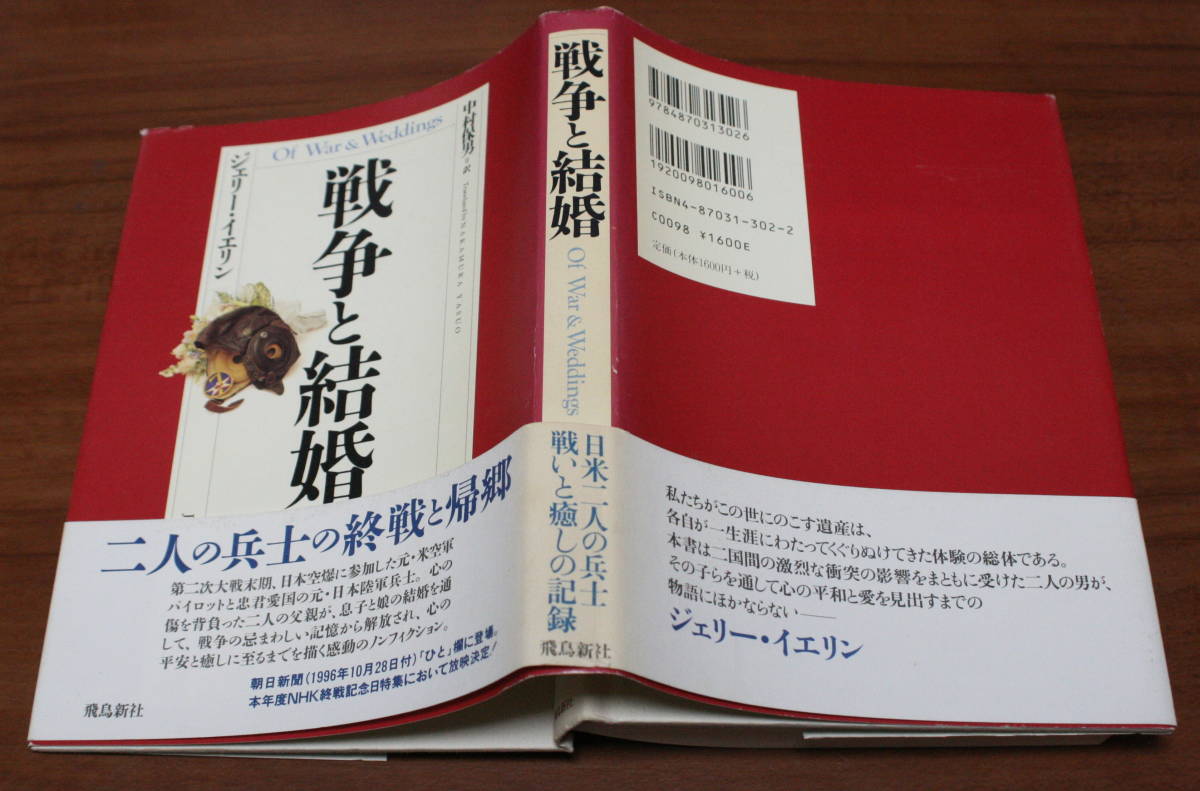 中村保男=訳
Translated by NAKAMURA YASUO
Of War & Weddings
戦争と結婚
ジェリー・イエリン
二人の兵士の終戦と帰郷
第二次大戦末期、日本空爆に参加した元・米空軍
パイロットと忠君愛国の元・日本陸軍兵士。心の
傷を背負った二人の父親が、息子と娘の結婚を通
して、戦争の忌まわしい記憶から解放され、心の
平安と癒しに至るまでを描く感動のノンフィクション。
朝日新聞(1996年10月28日付)「ひと」欄に登場。
本年度NHK終戦記念日特集において放映決定!!
飛鳥新社
戦争と結婚
Of War & Weddings
日米二人の兵士
戦いと癒しの記録
飛鳥新社
9784870313026
1920098016006
ISBN4-87031-302-2
C0098 ¥1600E
定価(本体1600円+税)
私たちがこの世にのこす遺産は、
各自が一生涯にわたってくぐらぬけてきた体験の総体である。
本書は二国間の激烈な衝突の影響をまともに受けた二人の男が、
その子らを通して心の平和と愛を見出すまでの
物語にほかならない——
ジェリー・イエリン